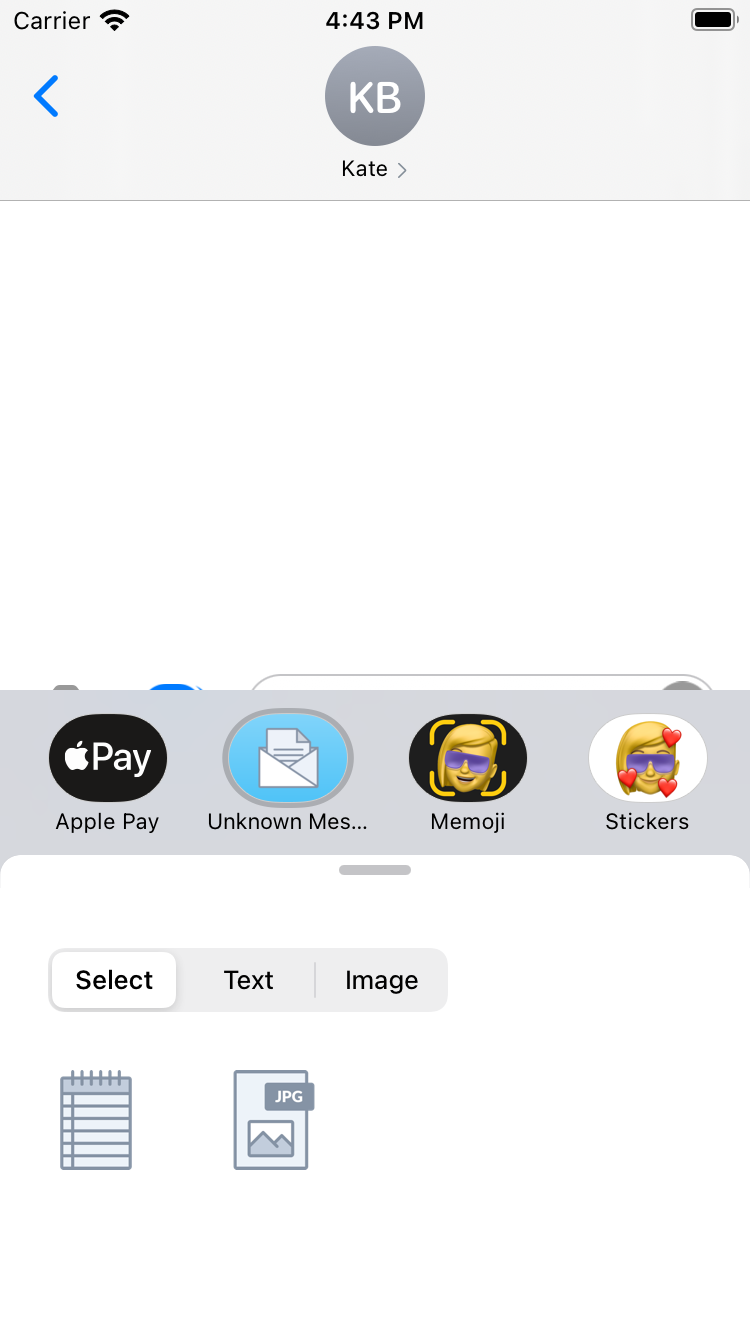 Carrier 4:43 PM
KB
Kate
Pay
Apple Pay Unknown Mes... Memoji Stickers
Select Text Image
JPG